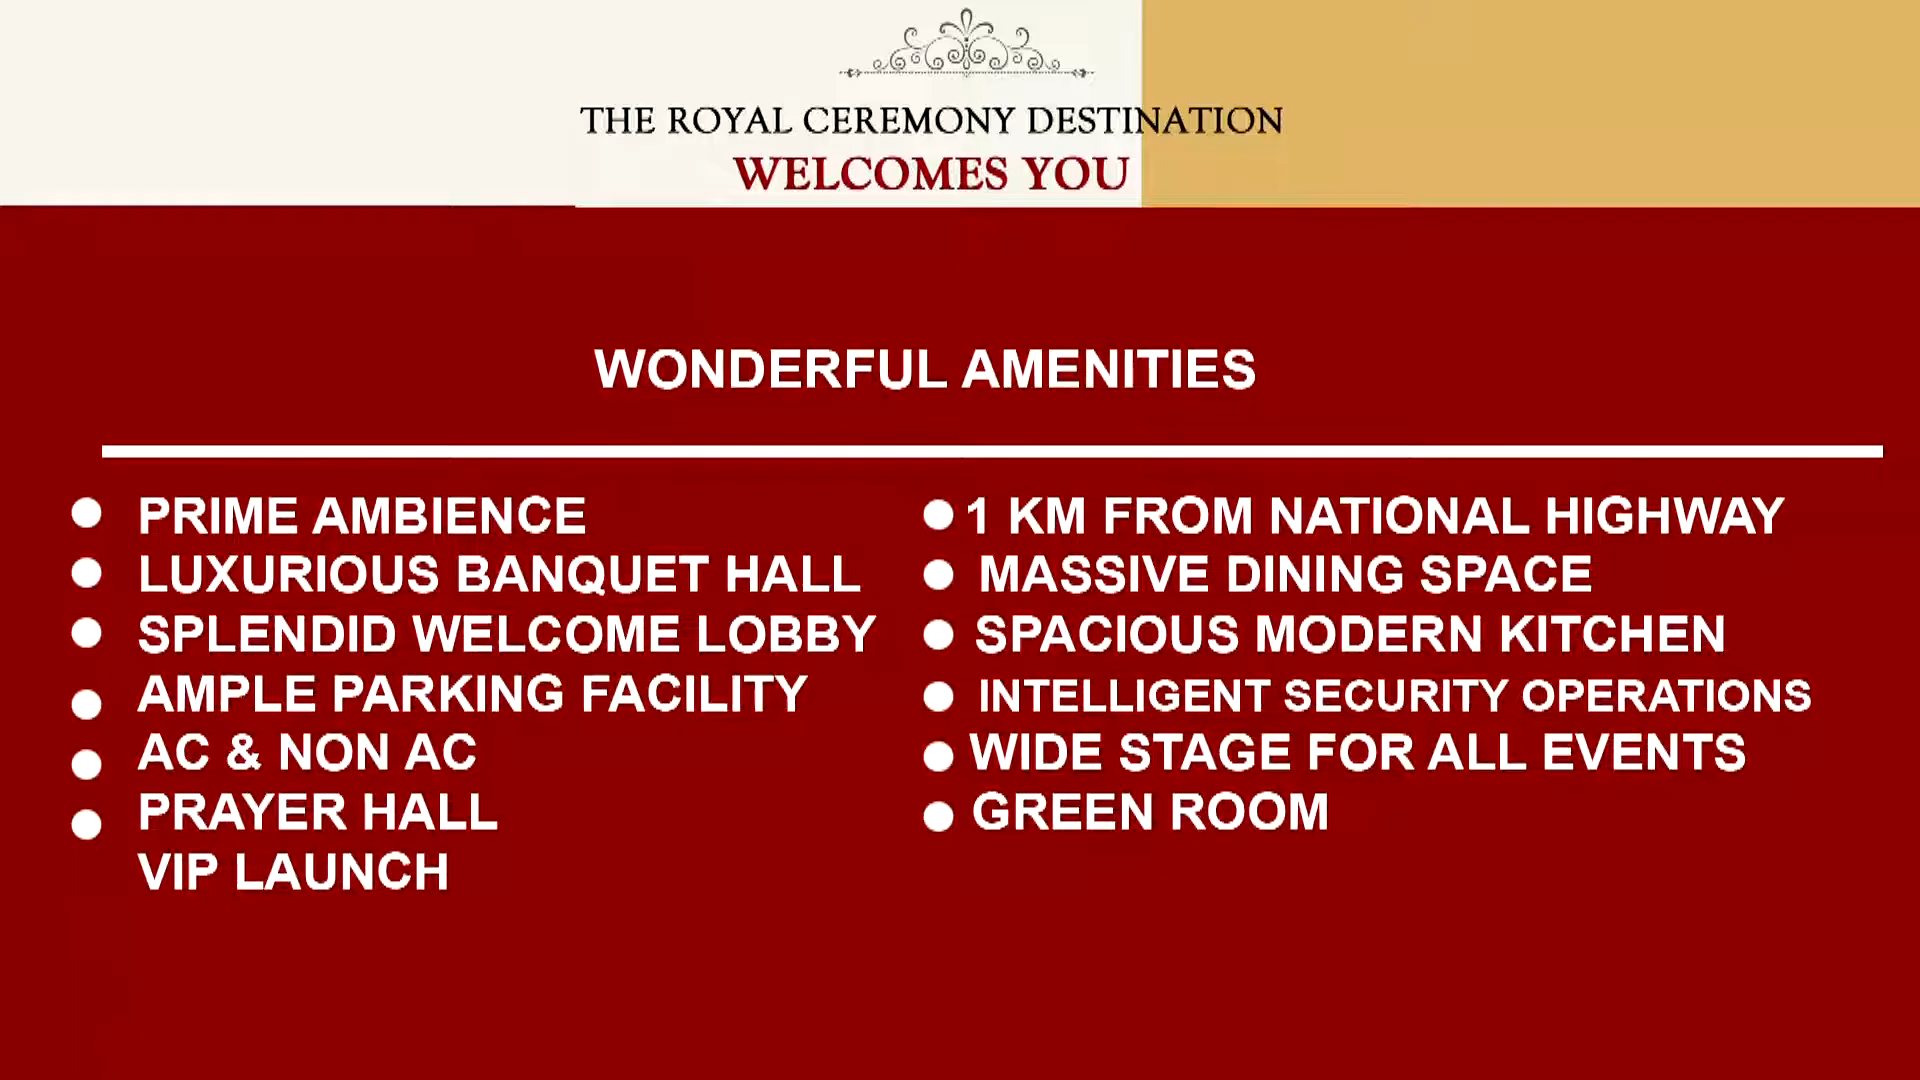 THE ROYAL CEREMONY DESTINATION
WELCOMES YOU
WONDERFUL AMENITIES
PRIME AMBIENCE
LUXURIOUS BANQUET HALL
SPLENDID WELCOME LOBBY
AMPLE PARKING FACILITY
AC & NON AC
PRAYER HALL
VIP LAUNCH
1 KM FROM NATIONAL HIGHWAY
MASSIVE DINING SPACE
SPACIOUS MODERN KITCHEN
INTELLIGENT SECURITY OPERATIONS
WIDE STAGE FOR ALL EVENTS
GREEN ROOM